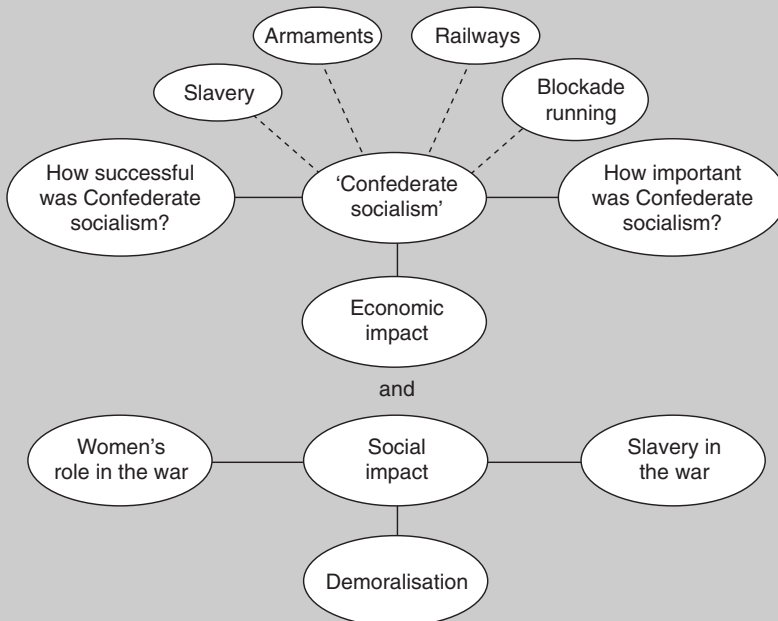 Armaments
Railways
Slavery
Blockade
running
How successful
was Confederate
socialism?
‘Confederate
socialism’
How important
was Confederate
socialism?
Economic
impact
and
Women’s
role in the war
Social
impact
Slavery in
the war
Demoralisation